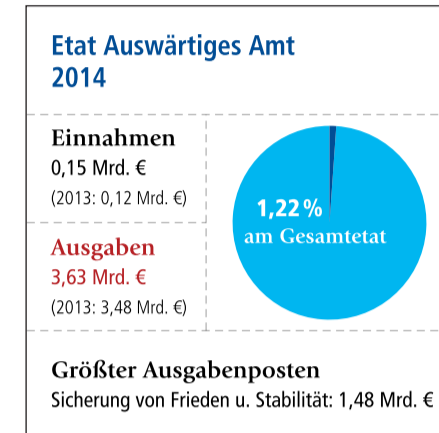 Etat Auswärtiges Amt
2014
Einnahmen
0,15 Mrd. €
(2013: 0,12 Mrd. €)
Ausgaben
3,63 Mrd. €
(2013: 3,48 Mrd. €)
1,22 %
am Gesamtetat
Größter Ausgabenposten
Sicherung von Frieden u. Stabilität: 1,48 Mrd. €